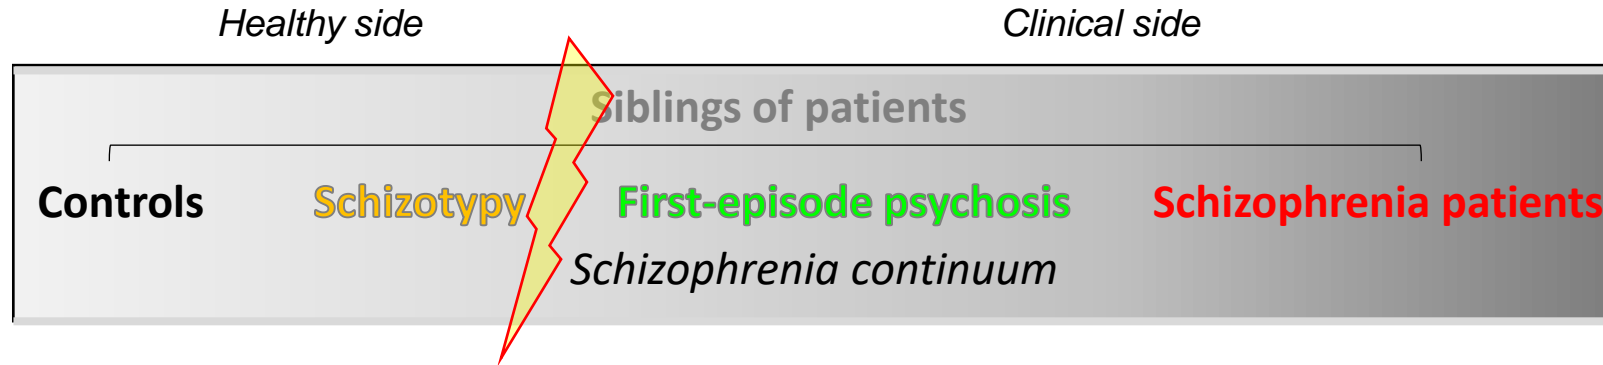 Healthy side Clinical side
Siblings of patients
Controls Schizotypy First-episode psychosis Schizophrenia patients
Schizophrenia continuum